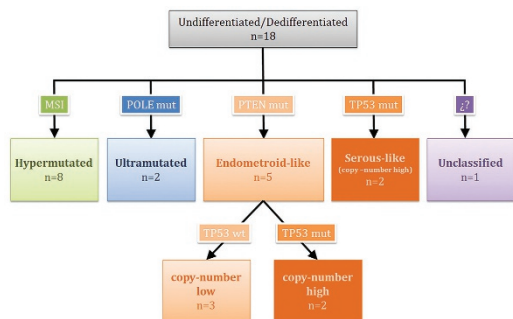 Undifferentiated/Dedifferentiated
n=18
MSI
POLE mut
PTEN mut
TP53 mut
¿?
Hypermutated
n=8
Ultramutated
n=2
Endometroid-like
n=5
Serous-like
(copy-number high)
n=2
Unclassified
n=1
TP53 wt
TP53 mut
copy-number
low
n=3
copy-number
high
n=2